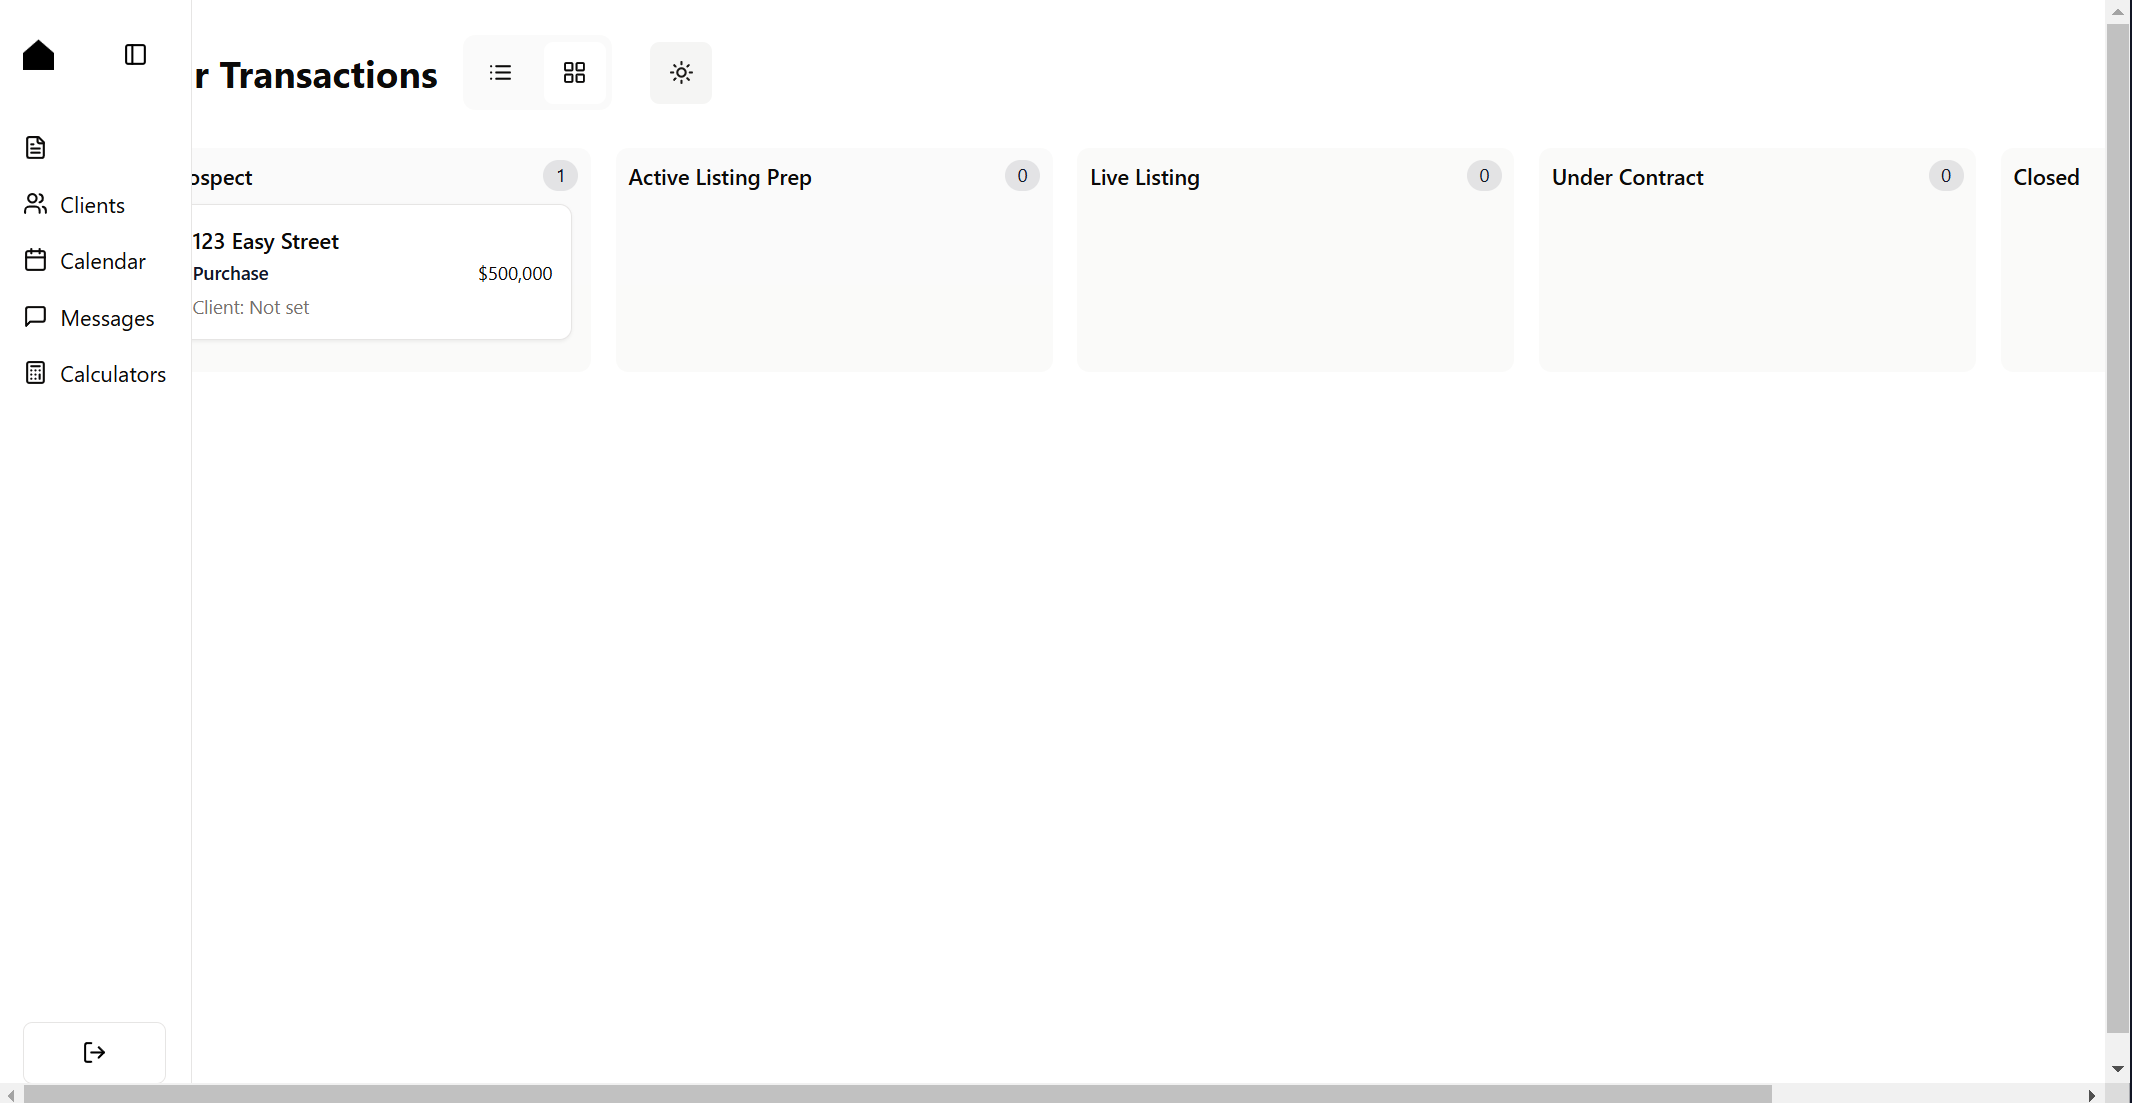 r Transactions
ospect 1
123 Easy Street
Purchase $500,000
Client: Not set
Active Listing Prep 0
Live Listing 0
Under Contract 0
Closed
Clients
Calendar
Messages
Calculators